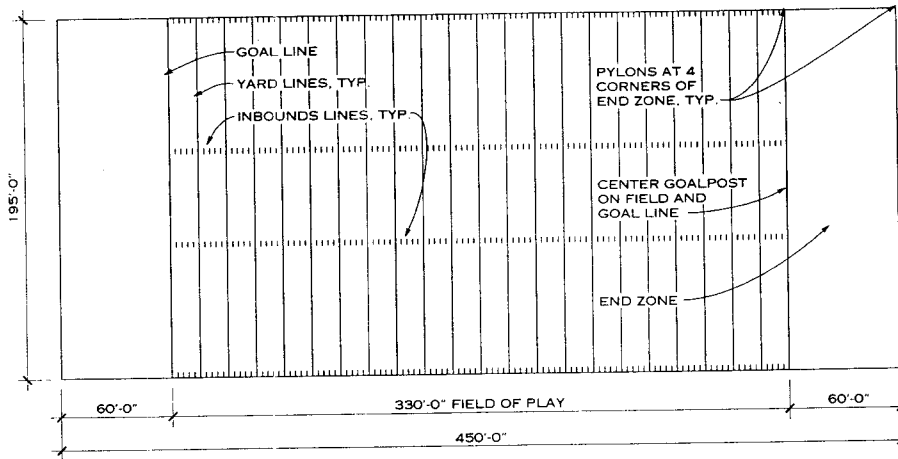 GOAL LINE
YARD LINES, TYP.
INBOUNDS LINES, TYP.
PYLONS AT 4
CORNERS OF
END ZONE, TYP.
CENTER GOALPOST
ON FIELD AND
GOAL LINE
END ZONE
195'-0"
60'-0"
330'-0" FIELD OF PLAY
60'-0"
450'-0"